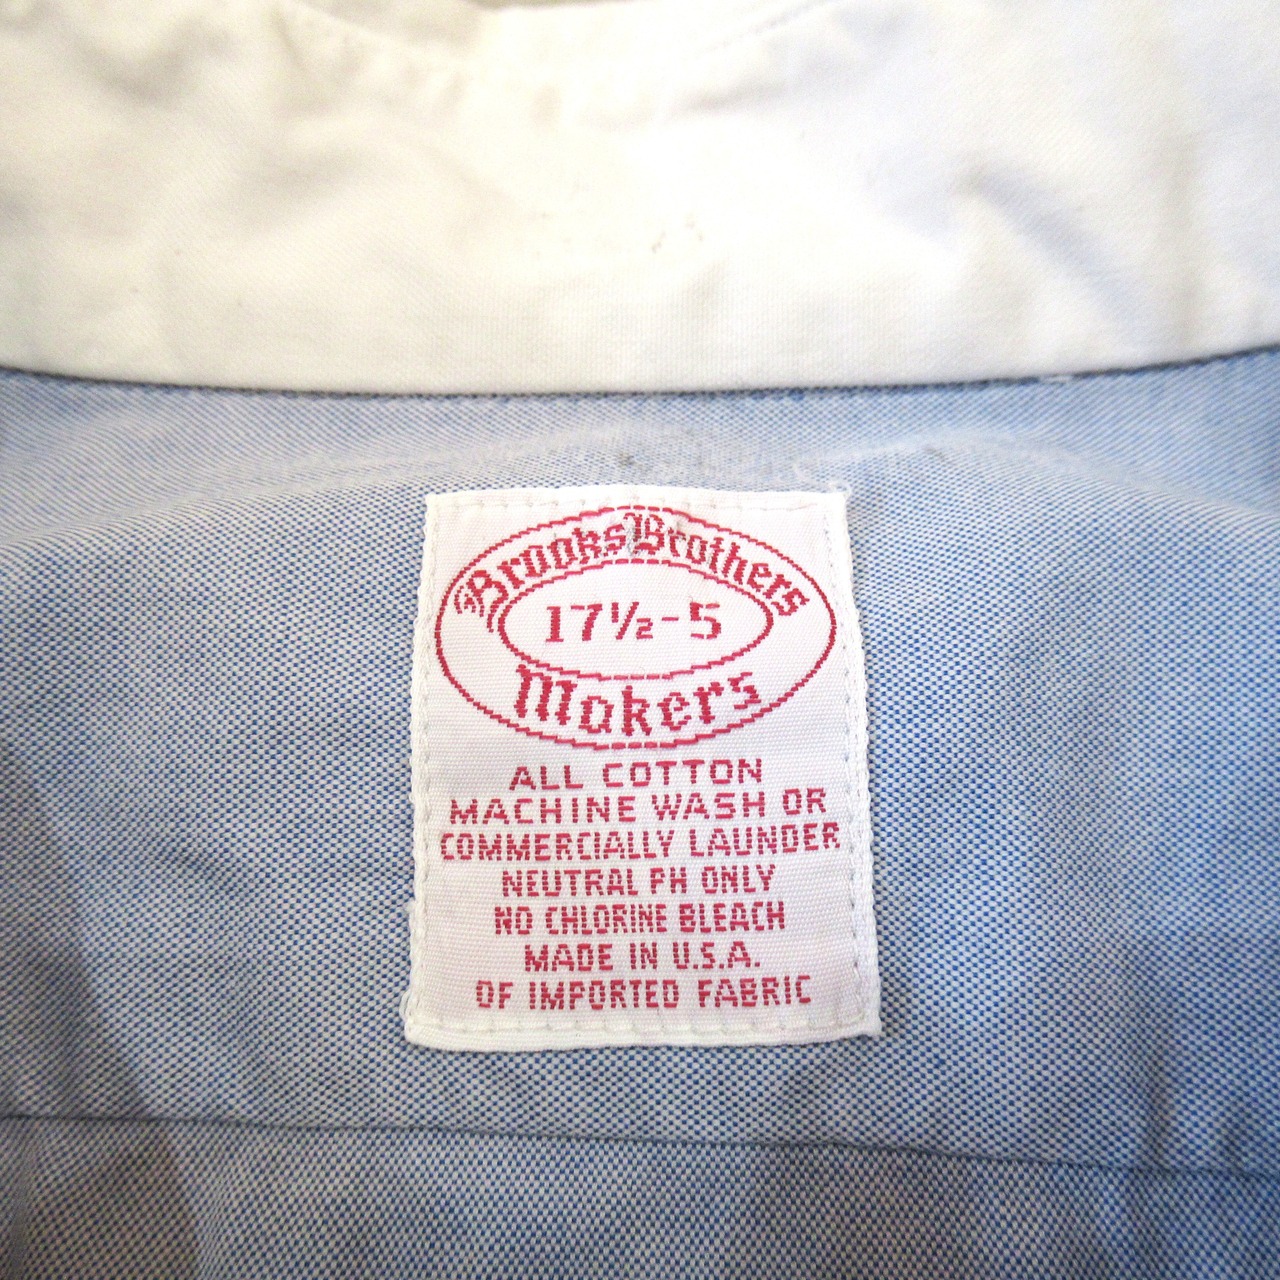 Brooks Brothers
17½-5
Makers
ALL COTTON
MACHINE WASH OR
COMMERCIALLY LAUNDER
NEUTRAL PH ONLY
NO CHLORINE BLEACH
MADE IN U.S.A.
OF IMPORTED FABRIC